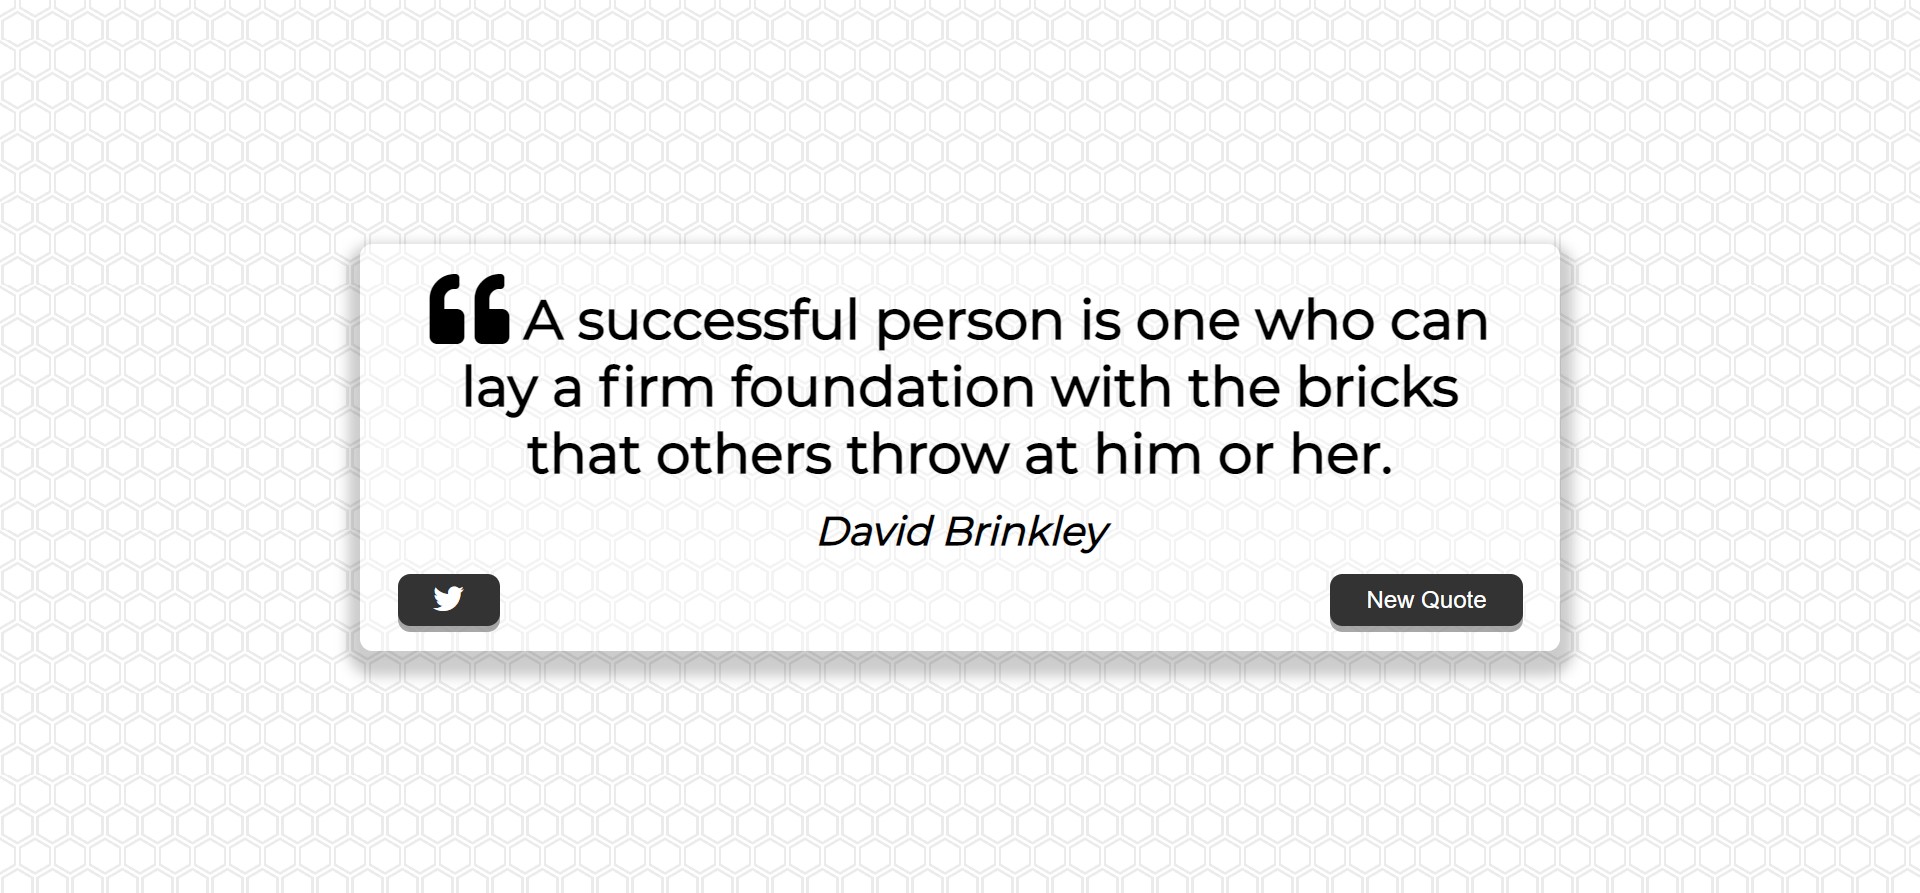 “ A successful person is one who can
lay a firm foundation with the bricks
that others throw at him or her.
David Brinkley
New Quote